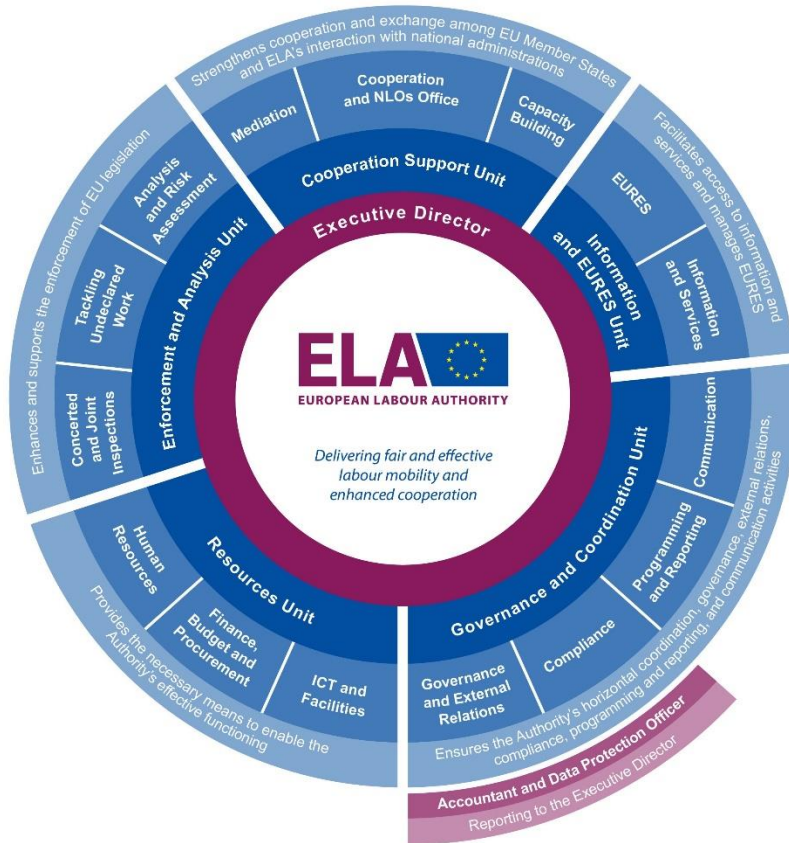 Strengthens cooperation and exchange among EU Member States
and ELA's interaction with national administrations
Mediation
Cooperation
and NLOs Office
Capacity
Building
Cooperation Support Unit
Facilitates access to information and
services and manages EURES
EURES
Information
and Services
Information
and EURES Unit
Enhances and supports the enforcement of EU legislation
Analysis
and Risk
Assessment
Tackling
Undeclared
Work
Concerted
and Joint
Inspections
Enforcement and Analysis Unit
Executive Director
ELA
EUROPEAN LABOUR AUTHORITY
Delivering fair and effective
labour mobility and
enhanced cooperation
Communication
Programming
and Reporting
Compliance
Governance
and External
Relations
Governance and Coordination Unit
Ensures the Authority's horizontal coordination, governance, external relations,
compliance, programming and reporting, and communication activities
Resources Unit
Human
Resources
Finance,
Budget and
Procurement
ICT and
Facilities
Provides the necessary means to enable the
Authority's effective functioning
Accountant and Data Protection Officer
Reporting to the Executive Director